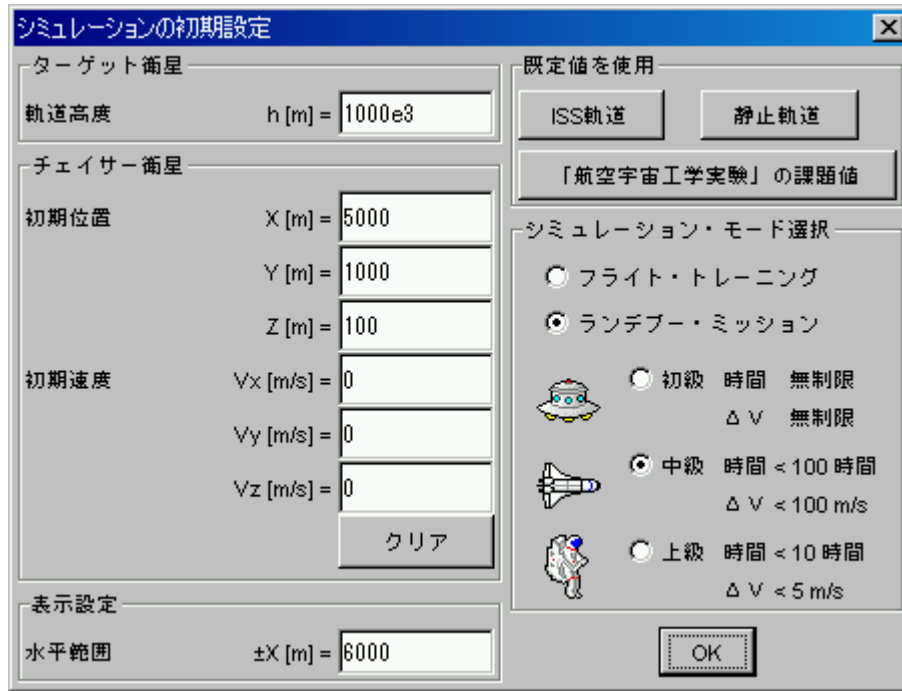 シミュレーションの初期設定
ターゲット衛星
軌道高度 h [m] = 1000e3
チェイサー衛星
初期位置 X [m] = 5000
Y [m] = 1000
Z [m] = 100
初期速度 Vx [m/s] = 0
Vy [m/s] = 0
Vz [m/s] = 0
クリア
表示設定
水平範囲 ±X [m] = 6000
既定値を使用
ISS軌道 静止軌道
「航空宇宙工学実験」の課題値
シミュレーション・モード選択
フライト・トレーニング
ランデブー・ミッション
初級 時間 無制限
Δ V 無制限
中級 時間 < 100 時間
Δ V < 100 m/s
上級 時間 < 10 時間
Δ V < 5 m/s
OK